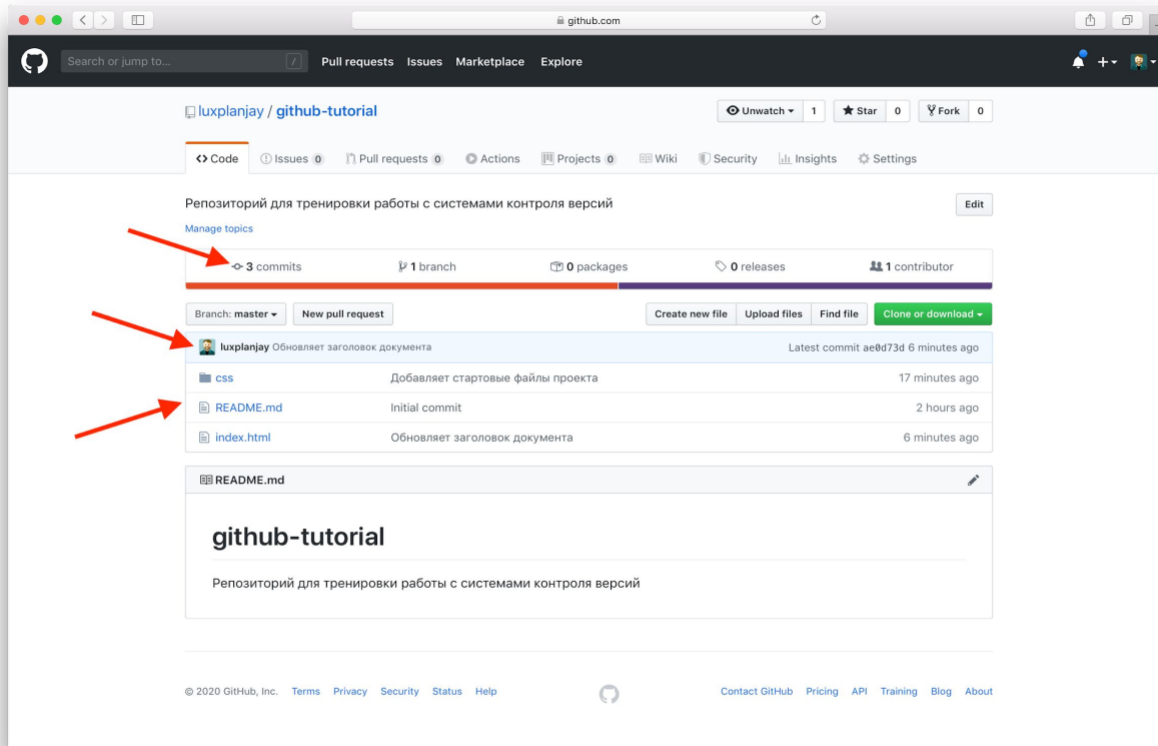 github.com
Search or jump to... / Pull requests Issues Marketplace Explore
luxplanjay / github-tutorial Unwatch 1 Star 0 Fork 0
Code Issues 0 Pull requests 0 Actions Projects 0 Wiki Security Insights Settings
Репозиторий для тренировки работы с системами контроля версий Edit
Manage topics
3 commits 1 branch 0 packages 0 releases 1 contributor
Branch: master New pull request Create new file Upload files Find file Clone or download
luxplanjay Обновляет заголовок документа Latest commit ae0d73d 6 minutes ago
css Добавляет стартовые файлы проекта 17 minutes ago
README.md Initial commit 2 hours ago
index.html Обновляет заголовок документа 6 minutes ago
README.md
github-tutorial
Репозиторий для тренировки работы с системами контроля версий
© 2020 GitHub, Inc. Terms Privacy Security Status Help Contact GitHub Pricing API Training Blog About